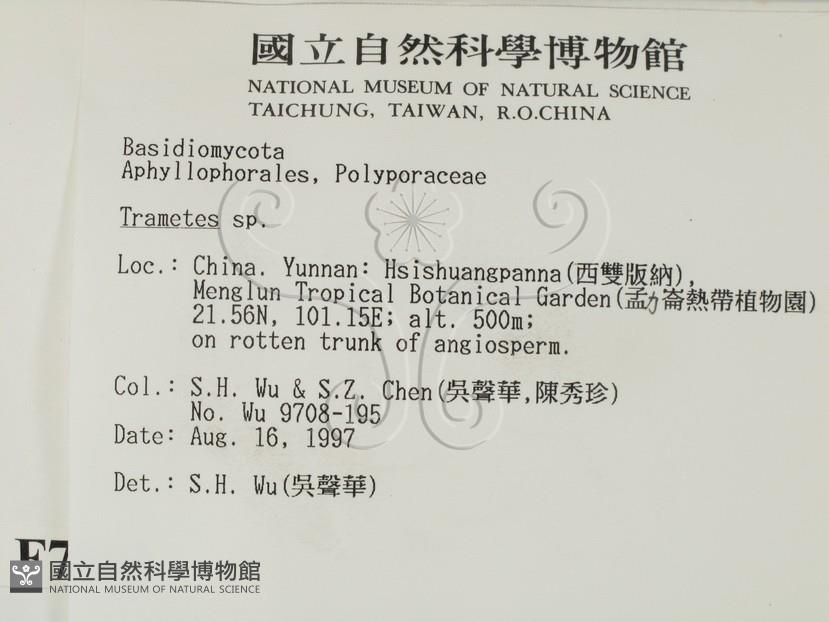 國立自然科學博物館
NATIONAL MUSEUM OF NATURAL SCIENCE
TAICHUNG, TAIWAN, R.O.CHINA
Basidiomycota
Aphyllophorales, Polyporaceae
Trametes sp.
Loc.: China. Yunnan: Hsishuangpanna(西雙版納),
Menglun Tropical Botanical Garden(孟力崙熱帶植物園)
21.56N, 101.15E; alt. 500m;
on rotten trunk of angiosperm.
Col.: S.H. Wu & S.Z. Chen(吳聲華,陳秀珍)
No. Wu 9708-195
Date: Aug. 16, 1997
Det.: S.H. Wu(吳聲華)
國立自然科學博物館
NATIONAL MUSEUM OF NATURAL SCIENCE